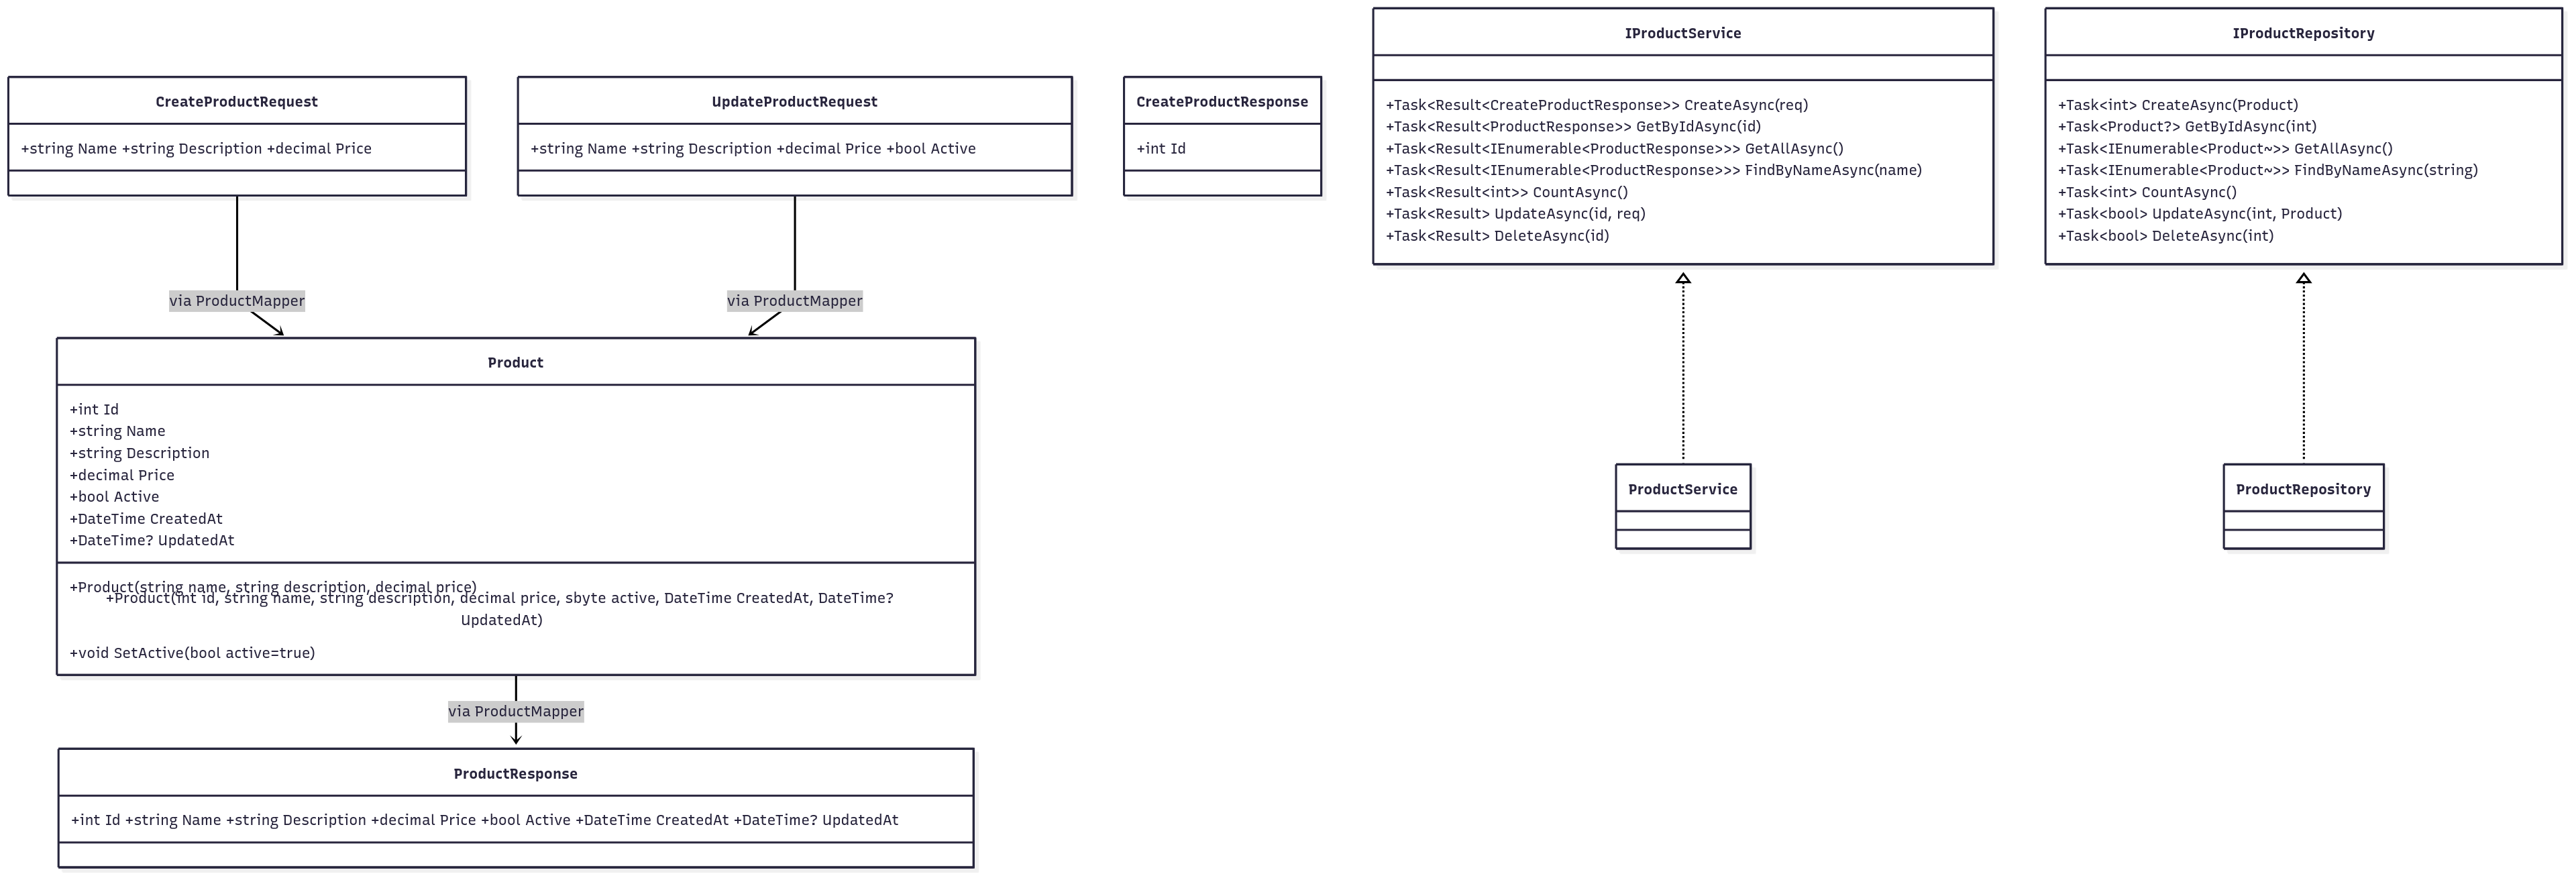 CreateProductRequest
+string Name +string Description +decimal Price
UpdateProductRequest
+string Name +string Description +decimal Price +bool Active
CreateProductResponse
+int Id
IProductService
+Task<Result<CreateProductResponse>> CreateAsync(req)
+Task<Result<ProductResponse>> GetByIdAsync(id)
+Task<Result<IEnumerable<ProductResponse>>> GetAllAsync()
+Task<Result<IEnumerable<ProductResponse>>> FindByNameAsync(name)
+Task<Result<int>> CountAsync()
+Task<Result> UpdateAsync(id, req)
+Task<Result> DeleteAsync(id)
IProductRepository
+Task<int> CreateAsync(Product)
+Task<Product?> GetByIdAsync(int)
+Task<IEnumerable<Product~>> GetAllAsync()
+Task<IEnumerable<Product~>> FindByNameAsync(string)
+Task<int> CountAsync()
+Task<bool> UpdateAsync(int, Product)
+Task<bool> DeleteAsync(int)
via ProductMapper
via ProductMapper
Product
+int Id
+string Name
+string Description
+decimal Price
+bool Active
+DateTime CreatedAt
+DateTime? UpdatedAt
+Product(string name, string description, decimal price)
+Product(int id, string name, string description, decimal price, sbyte active, DateTime CreatedAt, DateTime?
UpdatedAt)
+void SetActive(bool active=true)
ProductService
ProductRepository
via ProductMapper
ProductResponse
+int Id +string Name +string Description +decimal Price +bool Active +DateTime CreatedAt +DateTime? UpdatedAt